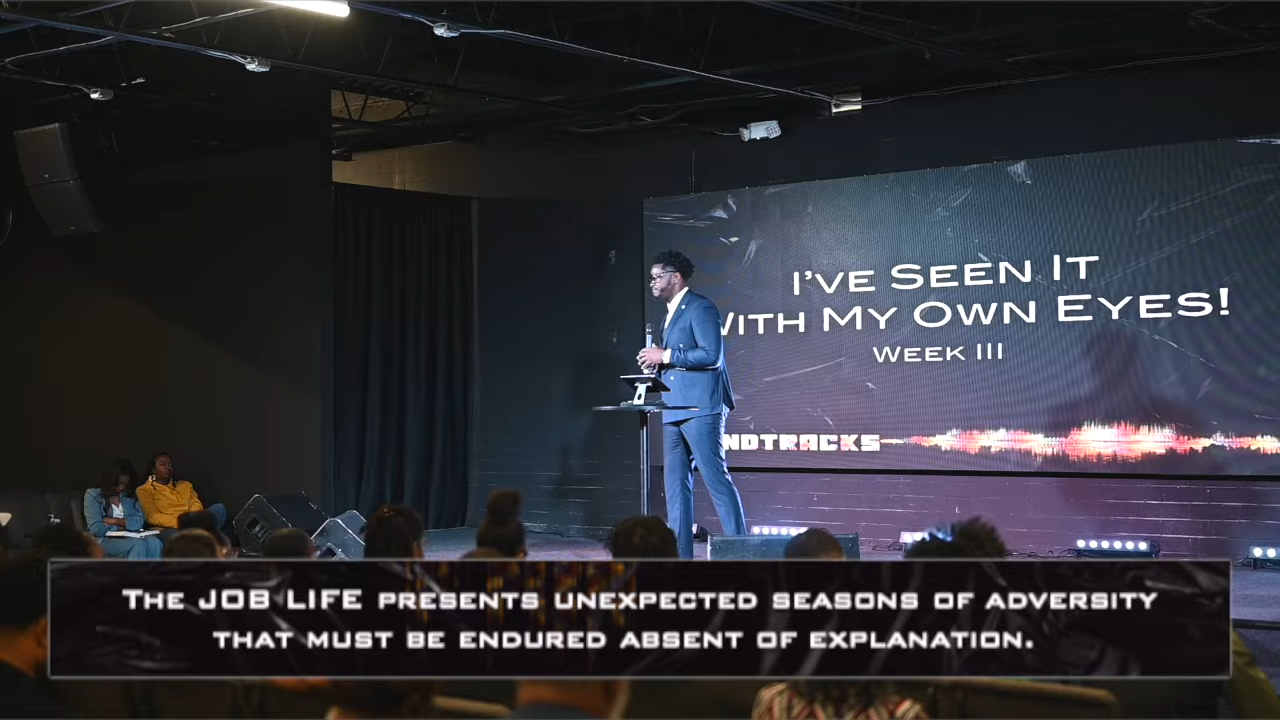 I'VE SEEN IT
WITH MY OWN EYES!
WEEK III
NDTRACKS
THE JOB LIFE PRESENTS UNEXPECTED SEASONS OF ADVERSITY
THAT MUST BE ENDURED ABSENT OF EXPLANATION.